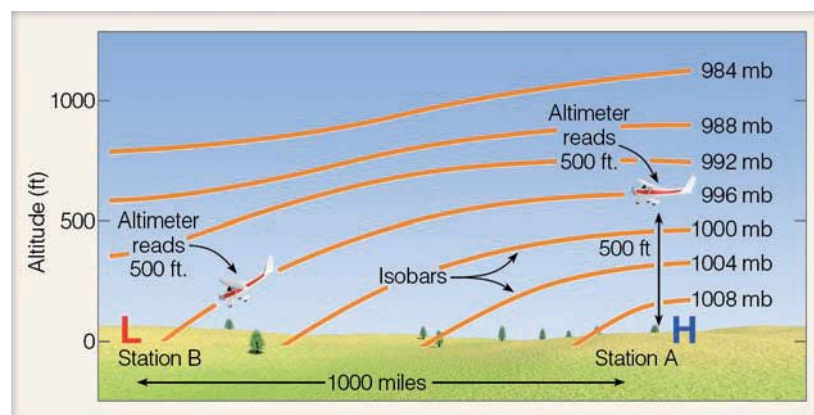 984 mb
1000
Altimeter
reads
500 ft.
988 mb
992 mb
996 mb
Altitude (ft)
500
Altimeter
reads
500 ft.
1000 mb
500 ft
1004 mb
Isobars
1008 mb
0
L
H
Station B
Station A
1000 miles